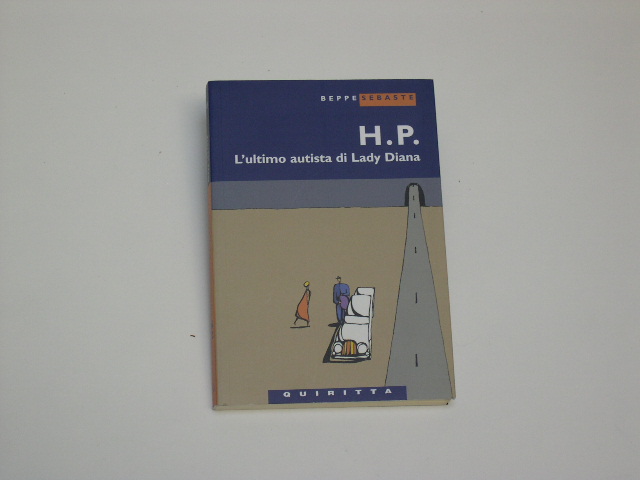 BEPPE SEBASTE
H.P.
L'ultimo autista di Lady Diana
QUIRITTA